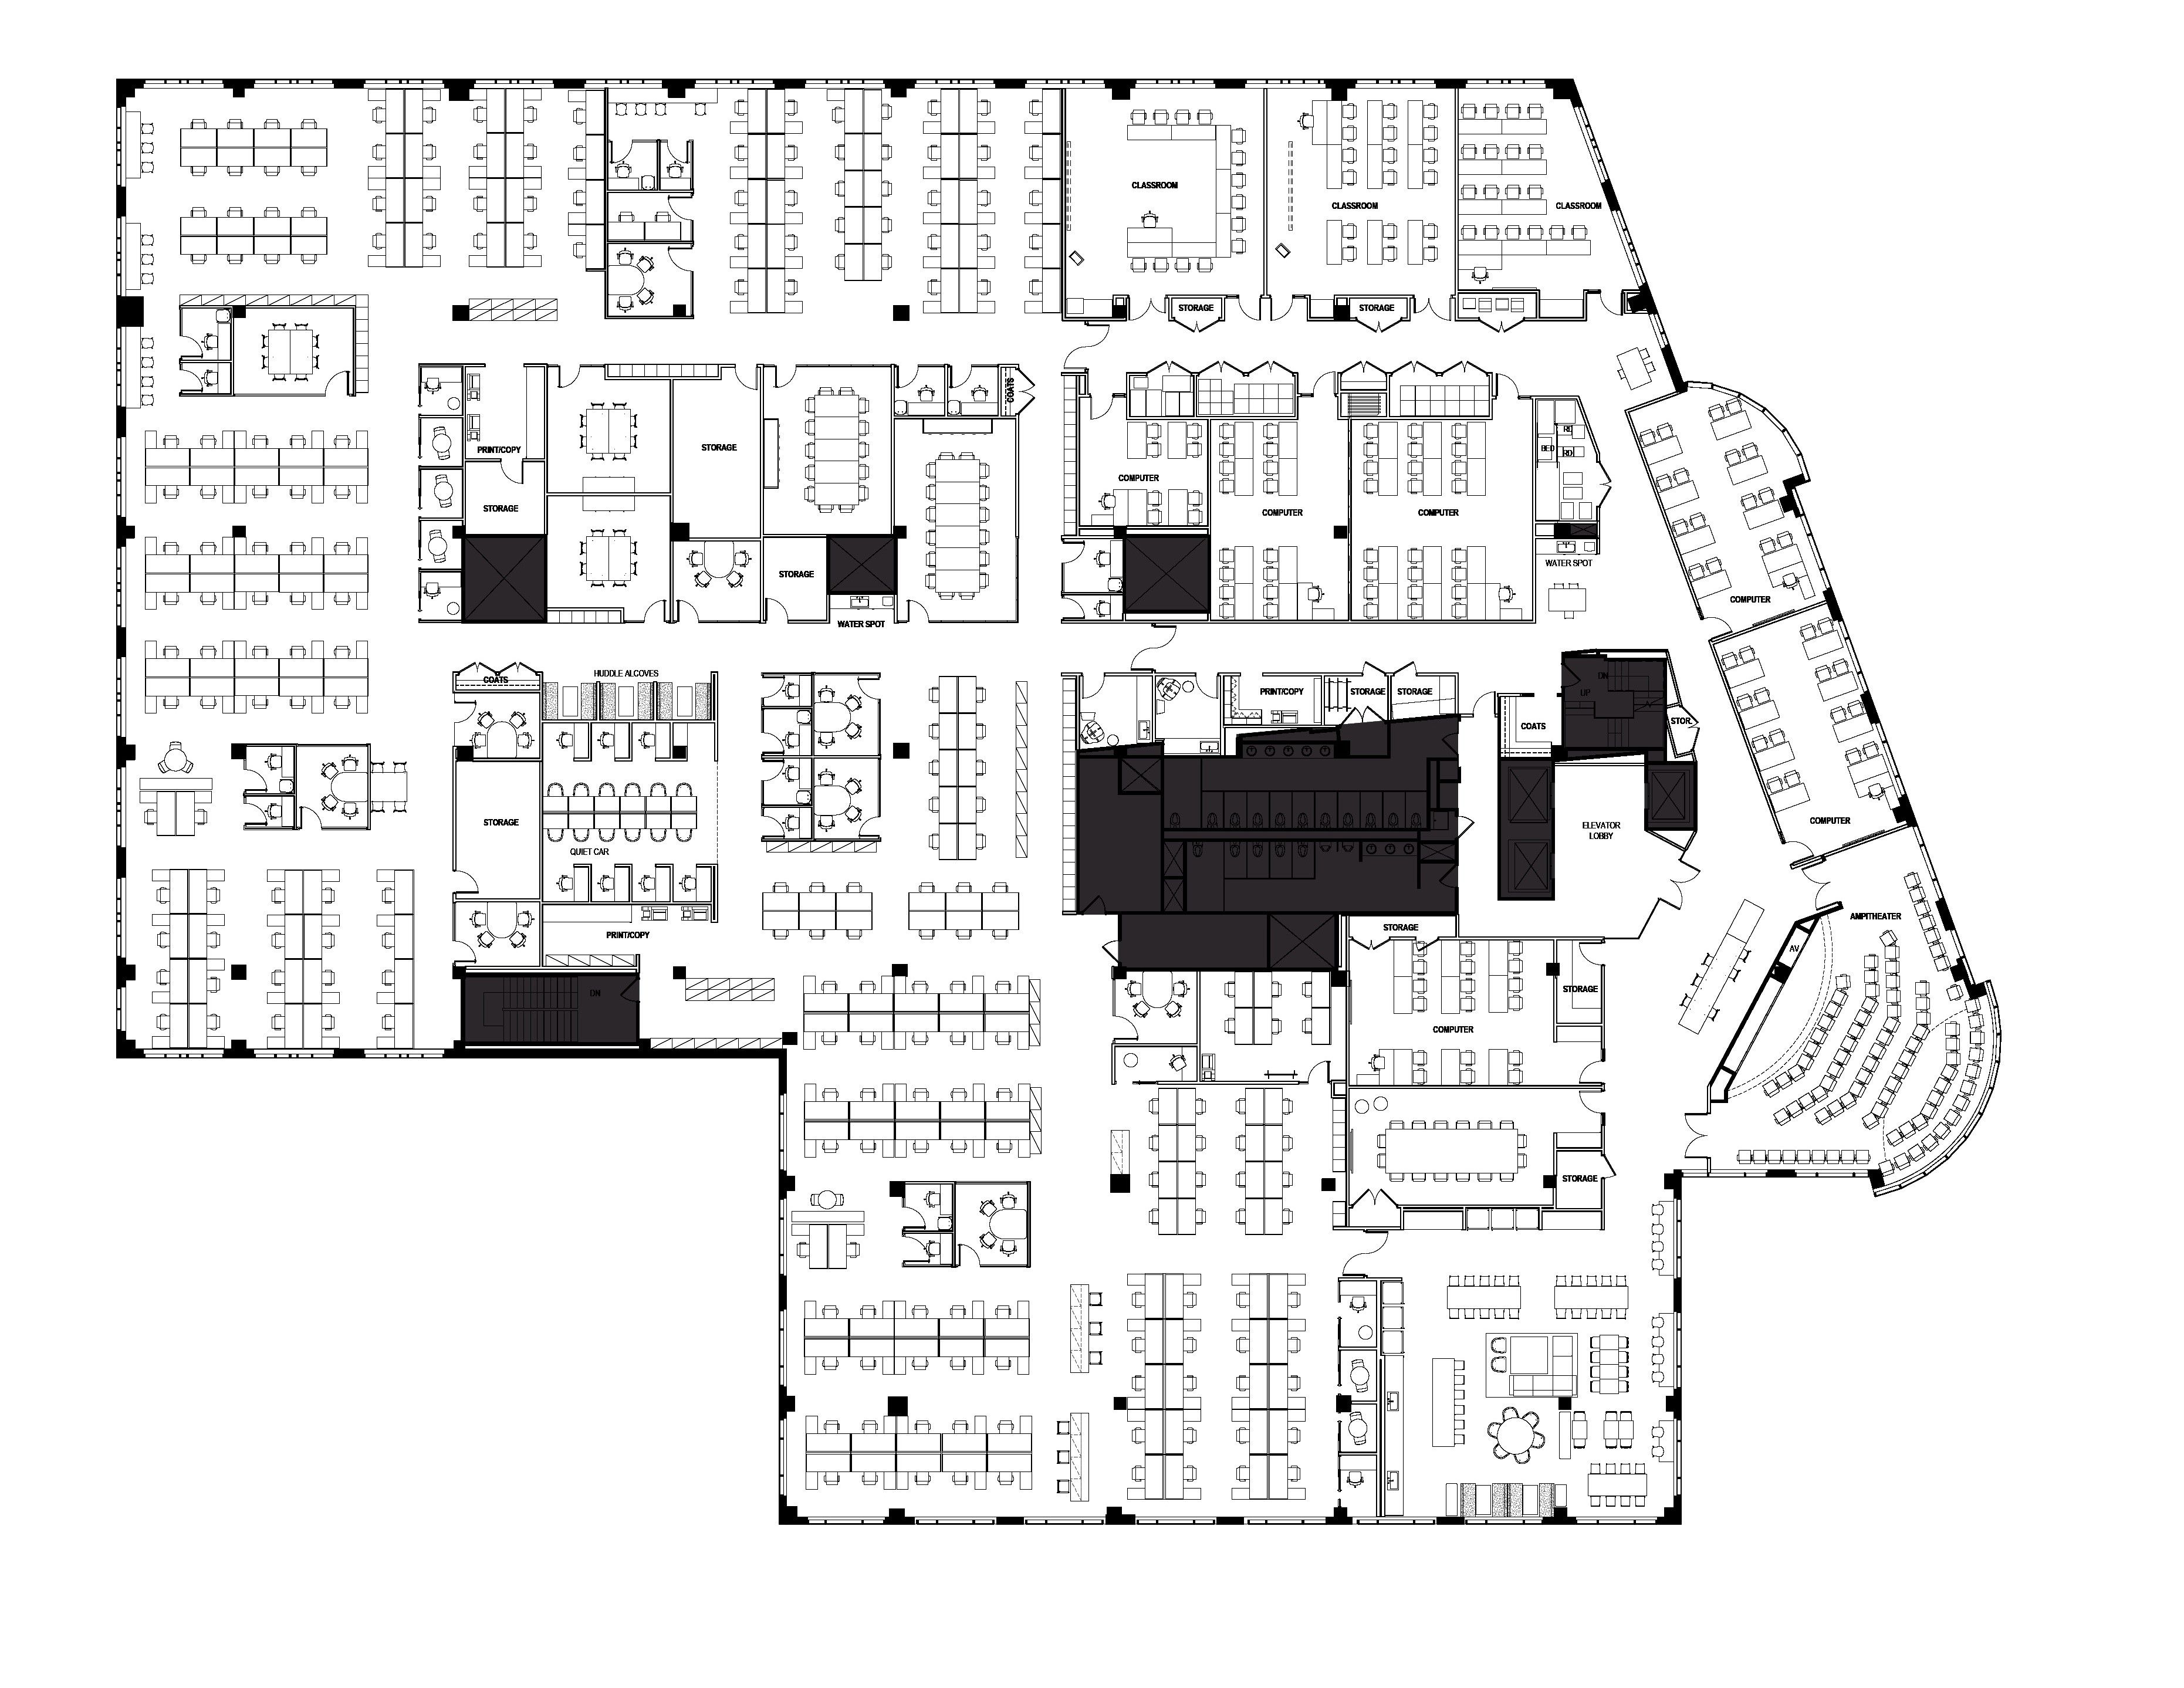 CLASSROOM
CLASSROOM
CLASSROOM
STORAGE
STORAGE
COATS
PRINT/COPY
STORAGE
STORAGE
STORAGE
WATER SPOT
COMPUTER
COMPUTER
COMPUTER
BED
RD
RD
WATER SPOT
COMPUTER
COATS
HUDDLE ALCOVES
PRINT/COPY
STORAGE
STORAGE
COATS
DN
UP
STOR.
COMPUTER
STORAGE
QUIET CAR
ELEVATOR
LOBBY
PRINT/COPY
DN
STORAGE
AMPITHEATER
AV
STORAGE
COMPUTER
STORAGE